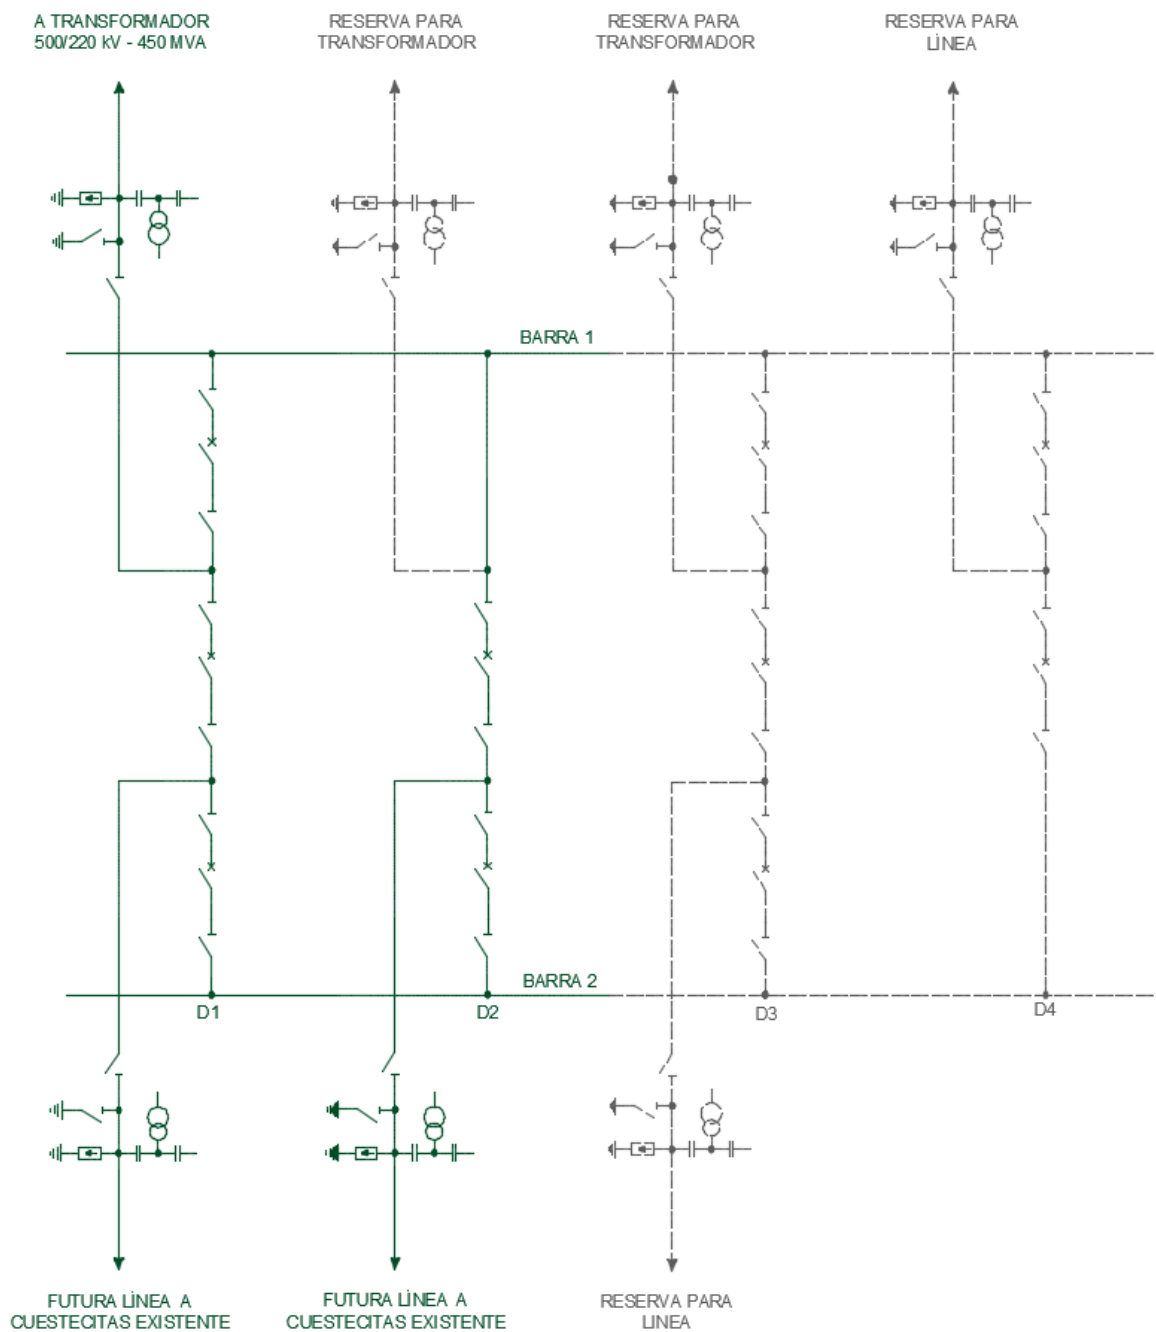 A TRANSFORMADOR
500/220 kV - 450 MVA
RESERVA PARA
TRANSFORMADOR
RESERVA PARA
TRANSFORMADOR
RESERVA PARA
LÍNEA
BARRA 1
BARRA 2
D1
D2
D3
D4
FUTURA LÍNEA A
CUESTECITAS EXISTENTE
FUTURA LÍNEA A
CUESTECITAS EXISTENTE
RESERVA PARA
LINEA